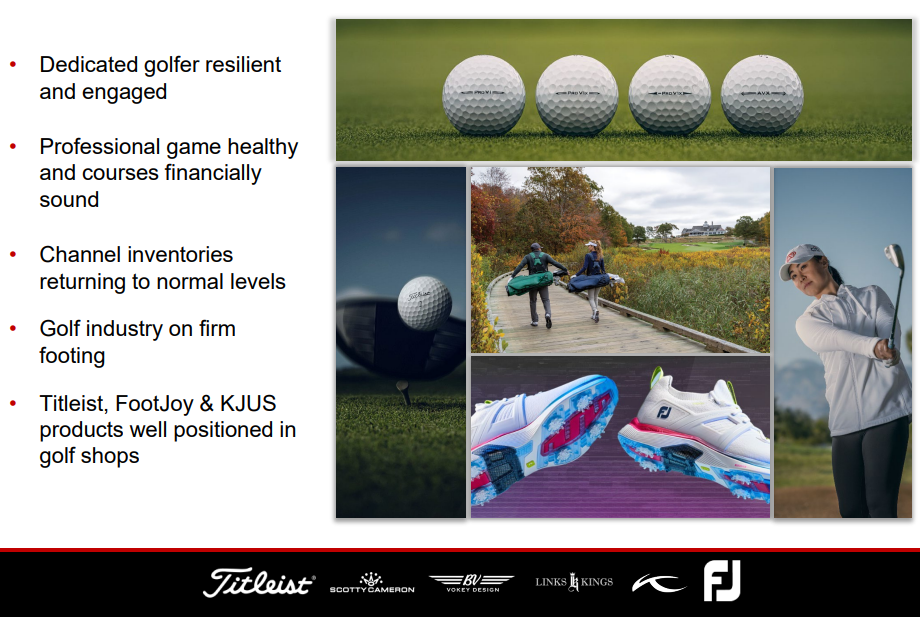 • Dedicated golfer resilient
and engaged
• Professional game healthy
and courses financially
sound
• Channel inventories
returning to normal levels
• Golf industry on firm
footing
• Titleist, FootJoy & KJUS
products well positioned in
golf shops
PRO V1
PRO V1x
PRO V1x
AVX
Titleist
FJ
Titleist®
SCOTTY CAMERON
BV
VOKEY DESIGN
LINKS & KINGS
FJ